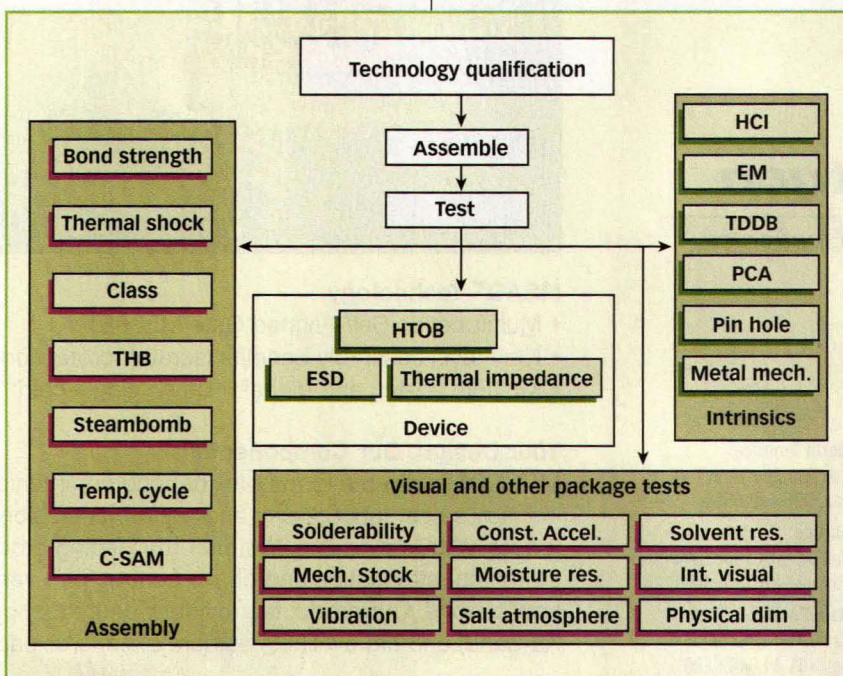 Technology qualification
Assemble
Test
Bond strength
Thermal shock
Class
THB
Steambomb
Temp. cycle
C-SAM
Assembly
HTOB
ESD
Thermal impedance
Device
HCI
EM
TDDB
PCA
Pin hole
Metal mech.
Intrinsics
Visual and other package tests
Solderability
Const. Accel.
Solvent res.
Mech. Stock
Moisture res.
Int. visual
Vibration
Salt atmosphere
Physical dim